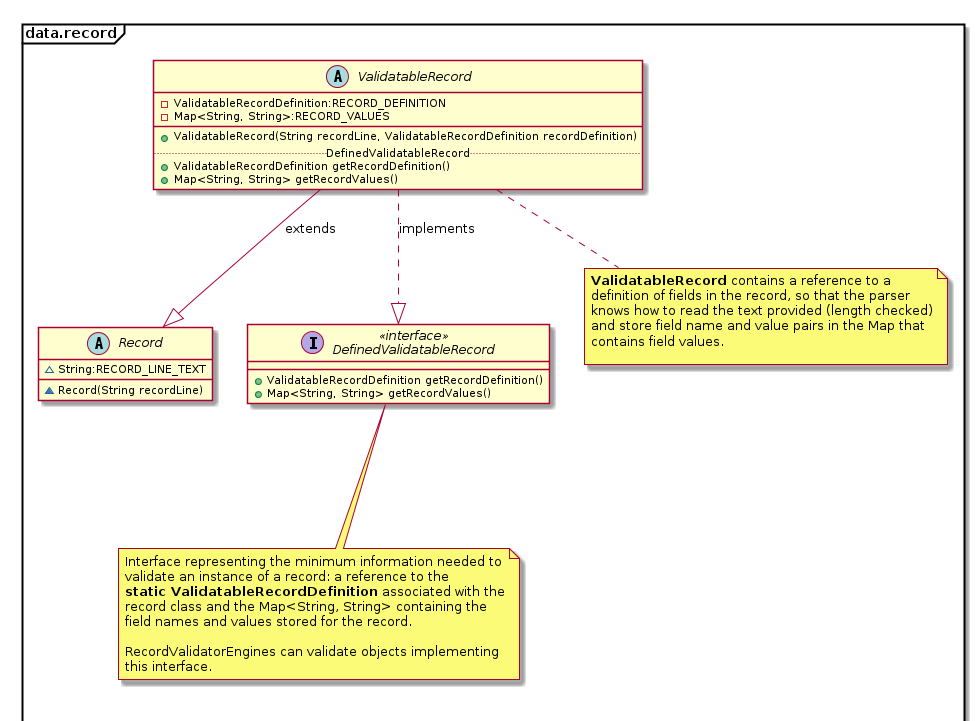 data.record
A ValidatableRecord
ValidatableRecordDefinition:RECORD_DEFINITION
Map<String, String>:RECORD_VALUES
ValidatableRecord(String recordLine, ValidatableRecordDefinition recordDefinition)
DefinedValidatableRecord
ValidatableRecordDefinition getRecordDefinition()
Map<String, String> getRecordValues()
extends
implements
ValidatableRecord contains a reference to a
definition of fields in the record, so that the parser
knows how to read the text provided (length checked)
and store field name and value pairs in the Map that
contains field values.
A Record
String:RECORD_LINE_TEXT
Record(String recordLine)
I «interface»
DefinedValidatableRecord
ValidatableRecordDefinition getRecordDefinition()
Map<String, String> getRecordValues()
Interface representing the minimum information needed to
validate an instance of a record: a reference to the
static ValidatableRecordDefinition associated with the
record class and the Map<String, String> containing the
field names and values stored for the record.
RecordValidatorEngines can validate objects implementing
this interface.